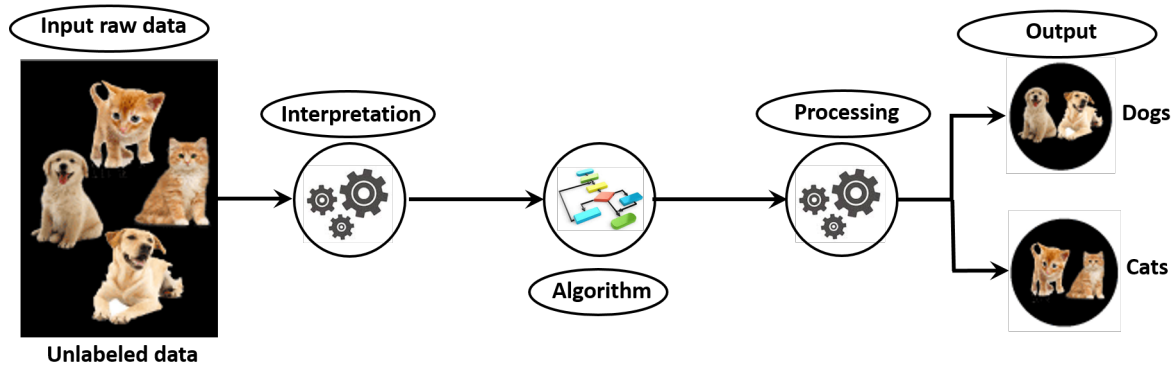 Input raw data
Unlabeled data
Interpretation
Algorithm
Processing
Output
Dogs
Cats